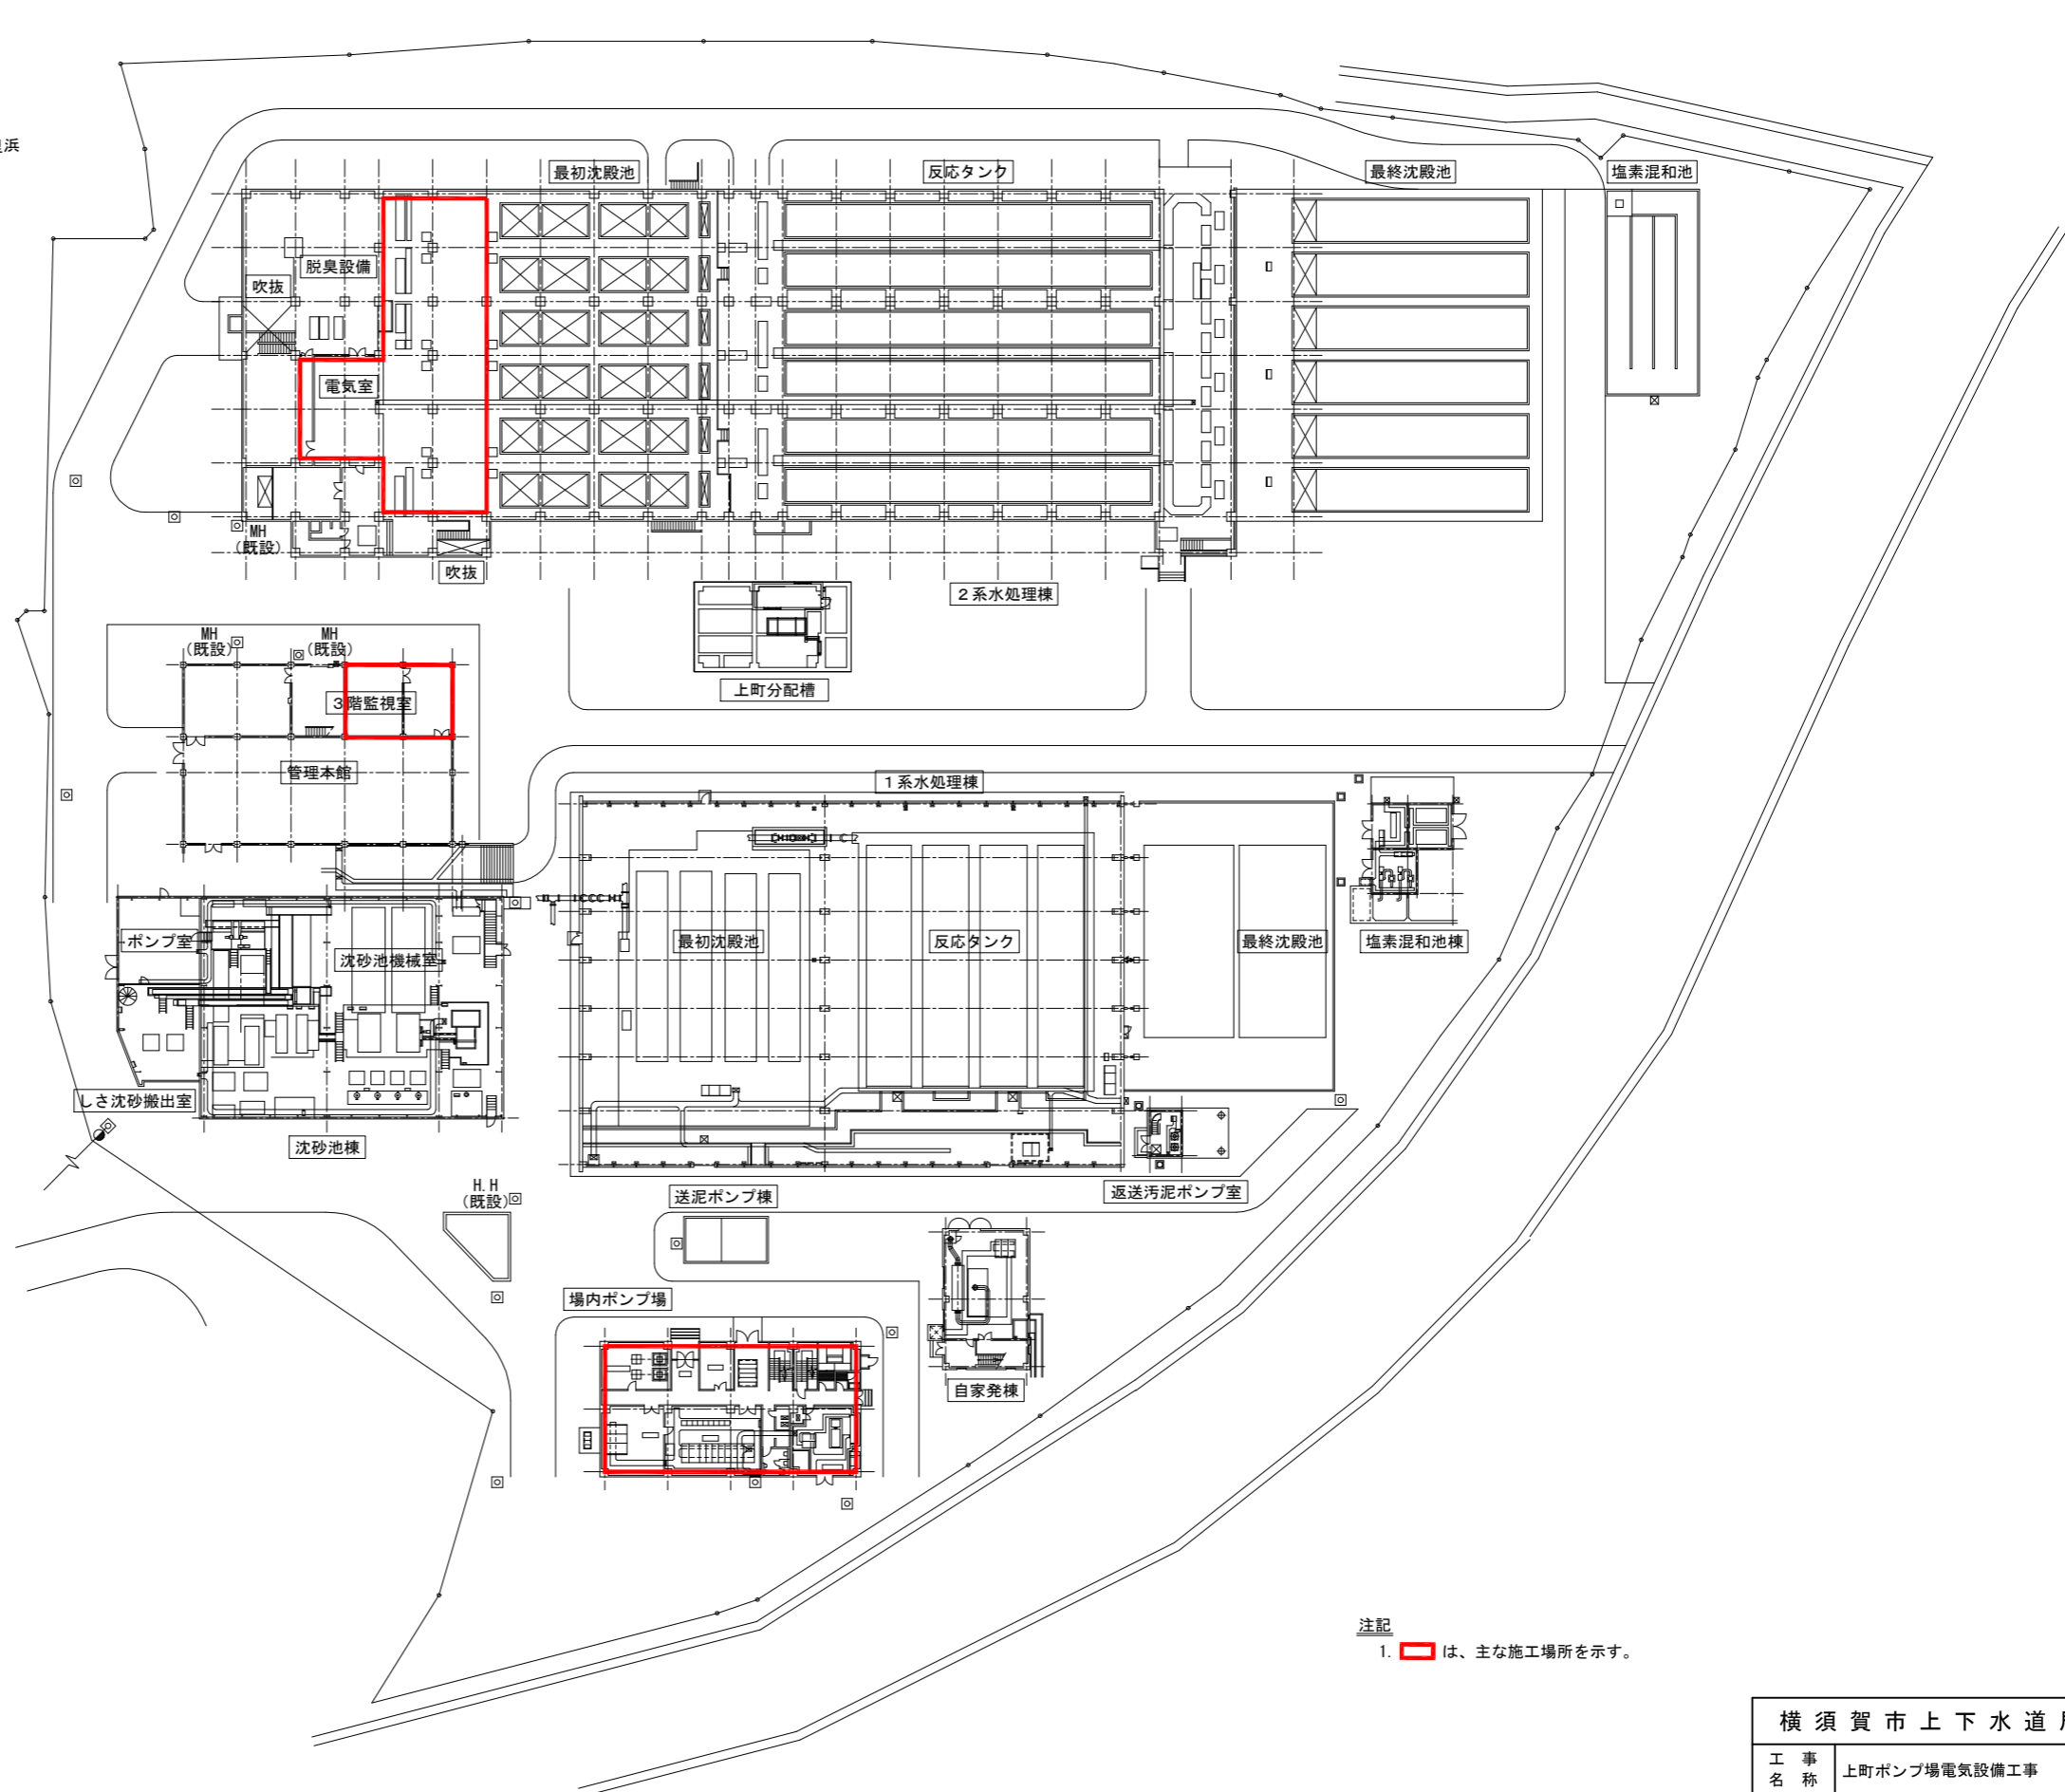 浜
最初沈殿池
反応タンク
最終沈殿池
塩素混和池
脱臭設備
吹抜
電気室
MH
(既設)
吹抜
2系水処理棟
上町分配槽
MH
(既設)
MH
(既設)
3階監視室
管理本館
1系水処理棟
ポンプ室
沈砂池機械室
最初沈殿池
反応タンク
最終沈殿池
塩素混和池棟
しさ沈砂搬出室
沈砂池棟
H.H
(既設)
送泥ポンプ棟
返送汚泥ポンプ室
場内ポンプ場
自家発棟
注記
1. は、主な施工場所を示す。
横須賀市上下水道
工事
名称
上町ポンプ場電気設備工事